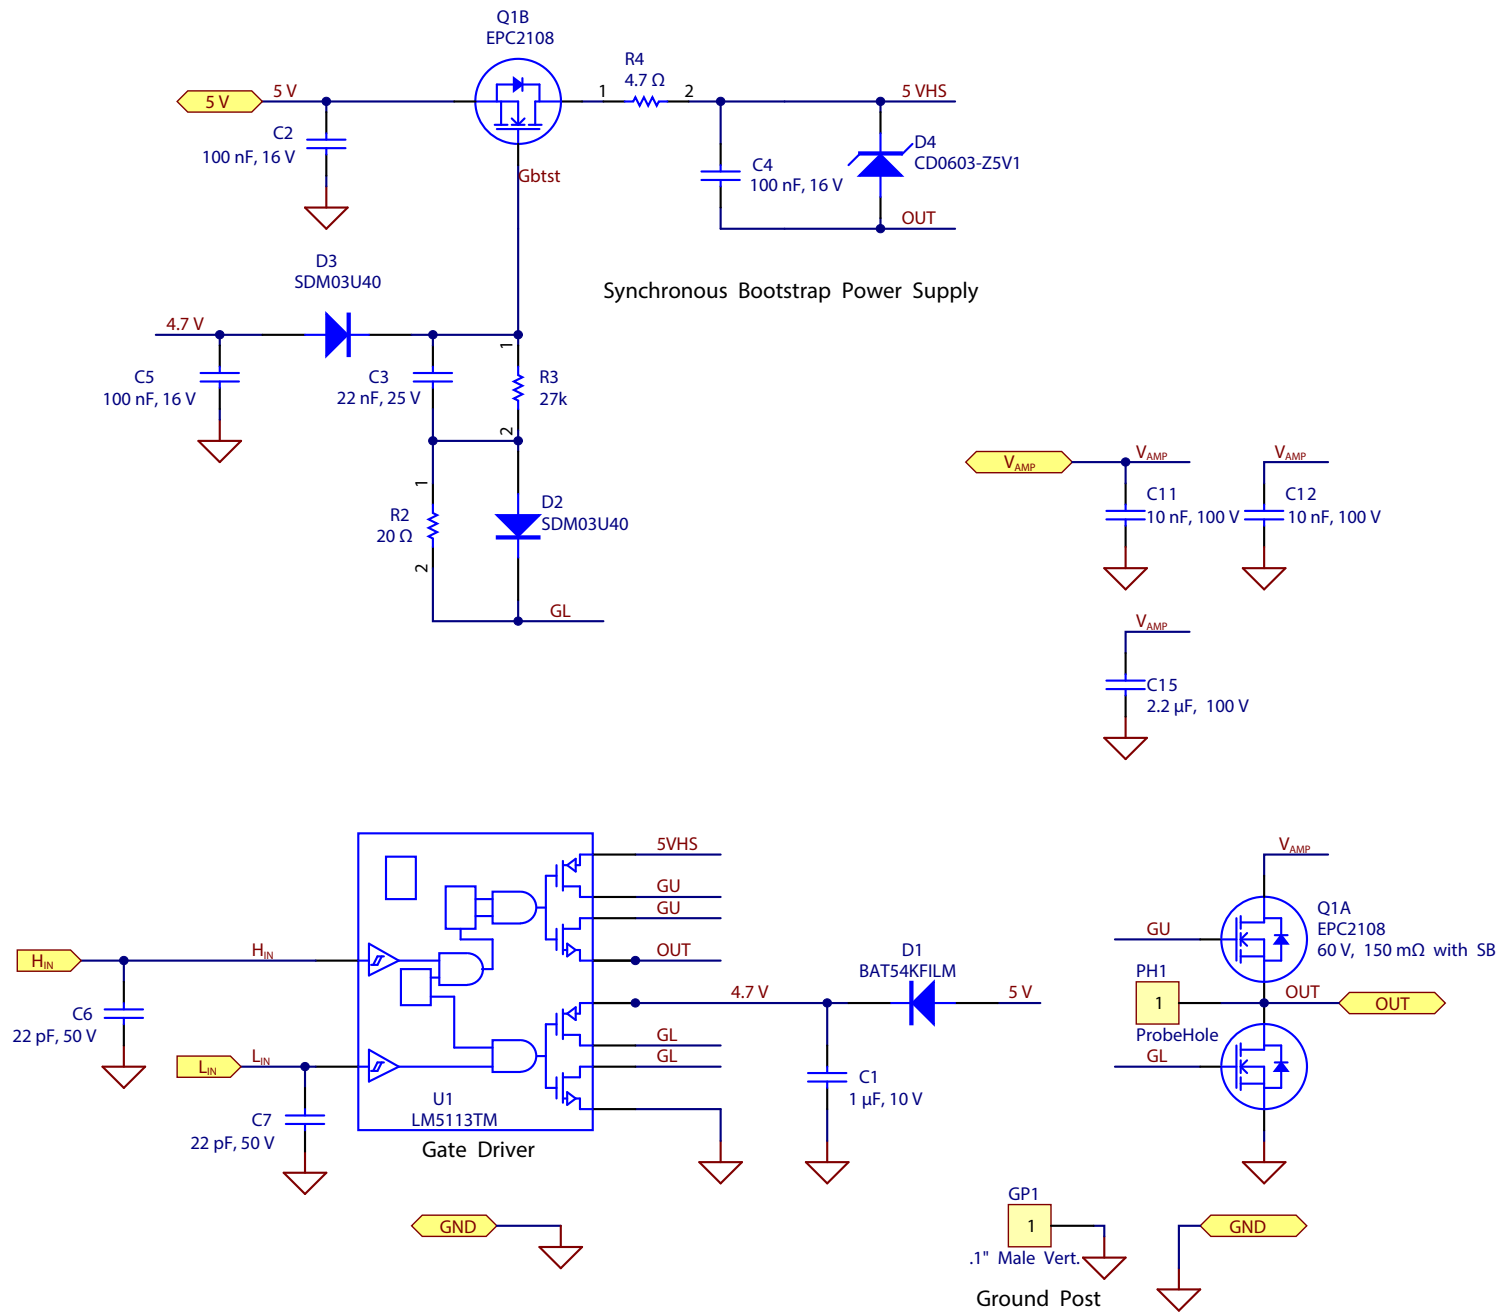 Q1B
EPC2108
R4
4.7 Ω
5 V
5 V
1
2
5 VHS
C2
100 nF, 16 V
Gbtst
C4
100 nF, 16 V
D4
CD0603-Z5V1
OUT
D3
SDM03U40
Synchronous Bootstrap Power Supply
4.7 V
1
C5
100 nF, 16 V
C3
22 nF, 25 V
R3
27k
2
1
R2
20 Ω
2
D2
SDM03U40
GL
VAMP
VAMP
VAMP
C11
10 nF, 100 V
C12
10 nF, 100 V
VAMP
C15
2.2 µF, 100 V
5VHS
GU
GU
OUT
HIN
HIN
C6
22 pF, 50 V
LIN
LIN
C7
22 pF, 50 V
4.7 V
D1
BAT54KFILM
5 V
GL
GL
C1
1 µF, 10 V
U1
LM5113TM
Gate Driver
VAMP
GU
Q1A
EPC2108
60 V, 150 mΩ with SB
PH1
1
ProbeHole
OUT
OUT
GL
GND
GP1
1
.1" Male Vert.
Ground Post
GND